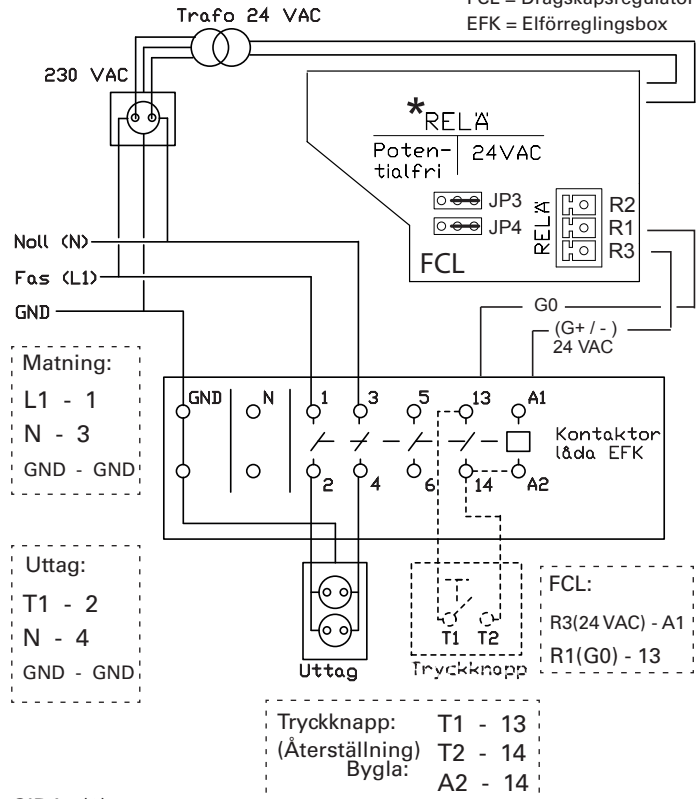 FCL = Dragskåpsregulator
EFK = Elförreglingsbox
Trafo 24 VAC
230 VAC
*RELÄ
Poten-
tialfri
24VAC
JP3
JP4
RELÄ
R2
R1
R3
FCL
Noll (N)
Fas (L1)
GND
G0
(G+ / - )
24 VAC
Matning:
L1 - 1
N - 3
GND - GND
GND
N
1
3
5
13
A1
Kontaktor
låda EFK
2
4
6
14
A2
Uttag:
T1 - 2
N - 4
GND - GND
Uttag
T1
T2
Tryckknapp
FCL:
R3(24 VAC) - A1
R1(G0) - 13
Tryckknapp: T1 - 13
(Återställning) T2 - 14
Bygla: A2 - 14